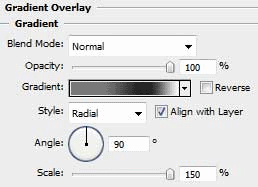 Gradient Overlay
Gradient
Blend Mode: Normal
Opacity: 100 %
Gradient: Reverse
Style: Radial Align with Layer
Angle: 90 °
Scale: 150 %